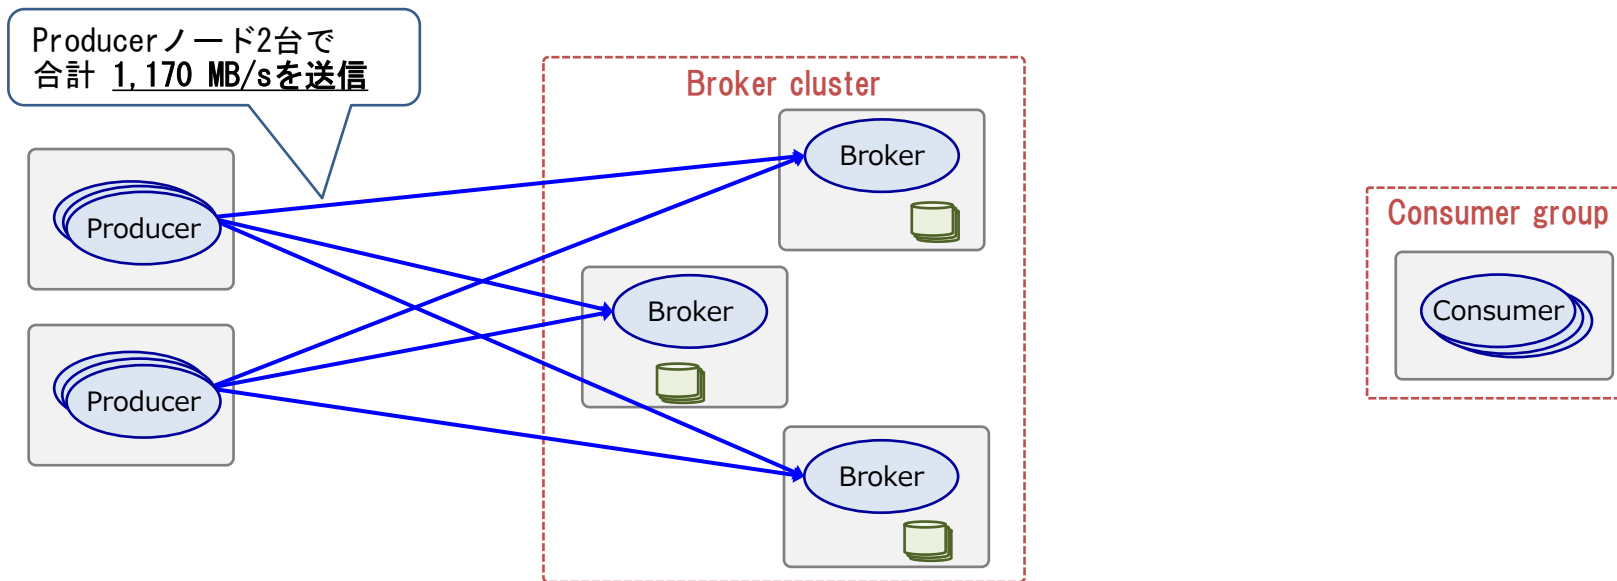 Producerノード2台で
合計 1,170 MB/sを送信
Broker cluster
Broker
Producer
Consumer group
Broker
Consumer
Producer
Broker